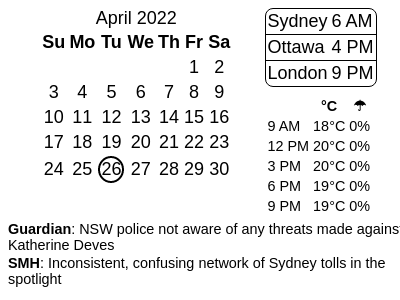 April 2022
Su Mo Tu We Th Fr Sa
1 2
3 4 5 6 7 8 9
10 11 12 13 14 15 16
17 18 19 20 21 22 23
24 25 26 27 28 29 30
Sydney 6 AM
Ottawa 4 PM
London 9 PM
°C ☂
9 AM 18°C 0%
12 PM 20°C 0%
3 PM 20°C 0%
6 PM 19°C 0%
9 PM 19°C 0%
Guardian: NSW police not aware of any threats made against
Katherine Deves
SMH: Inconsistent, confusing network of Sydney tolls in the
spotlight